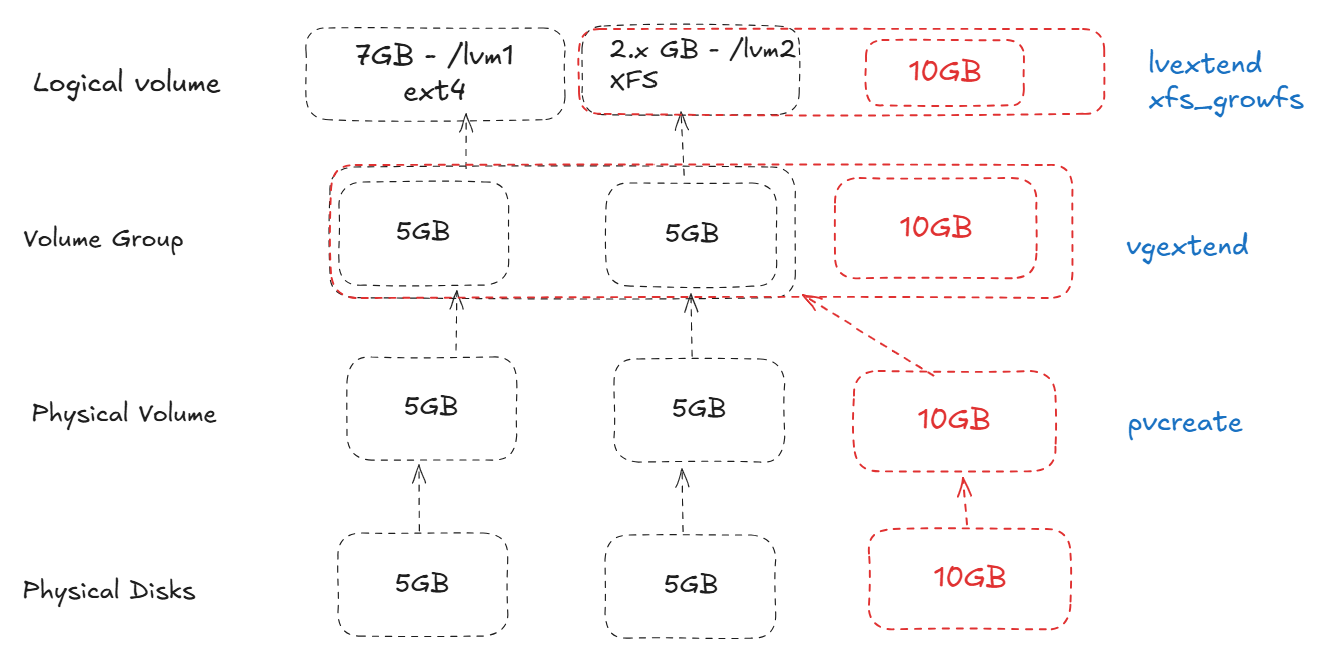 Logical volume
7GB - /lvm1
ext4
2.x GB - /lvm2
XFS
10GB
lvextend
xfs_growfs
Volume Group
5GB
5GB
10GB
vgextend
Physical Volume
5GB
5GB
10GB
pvcreate
Physical Disks
5GB
5GB
10GB